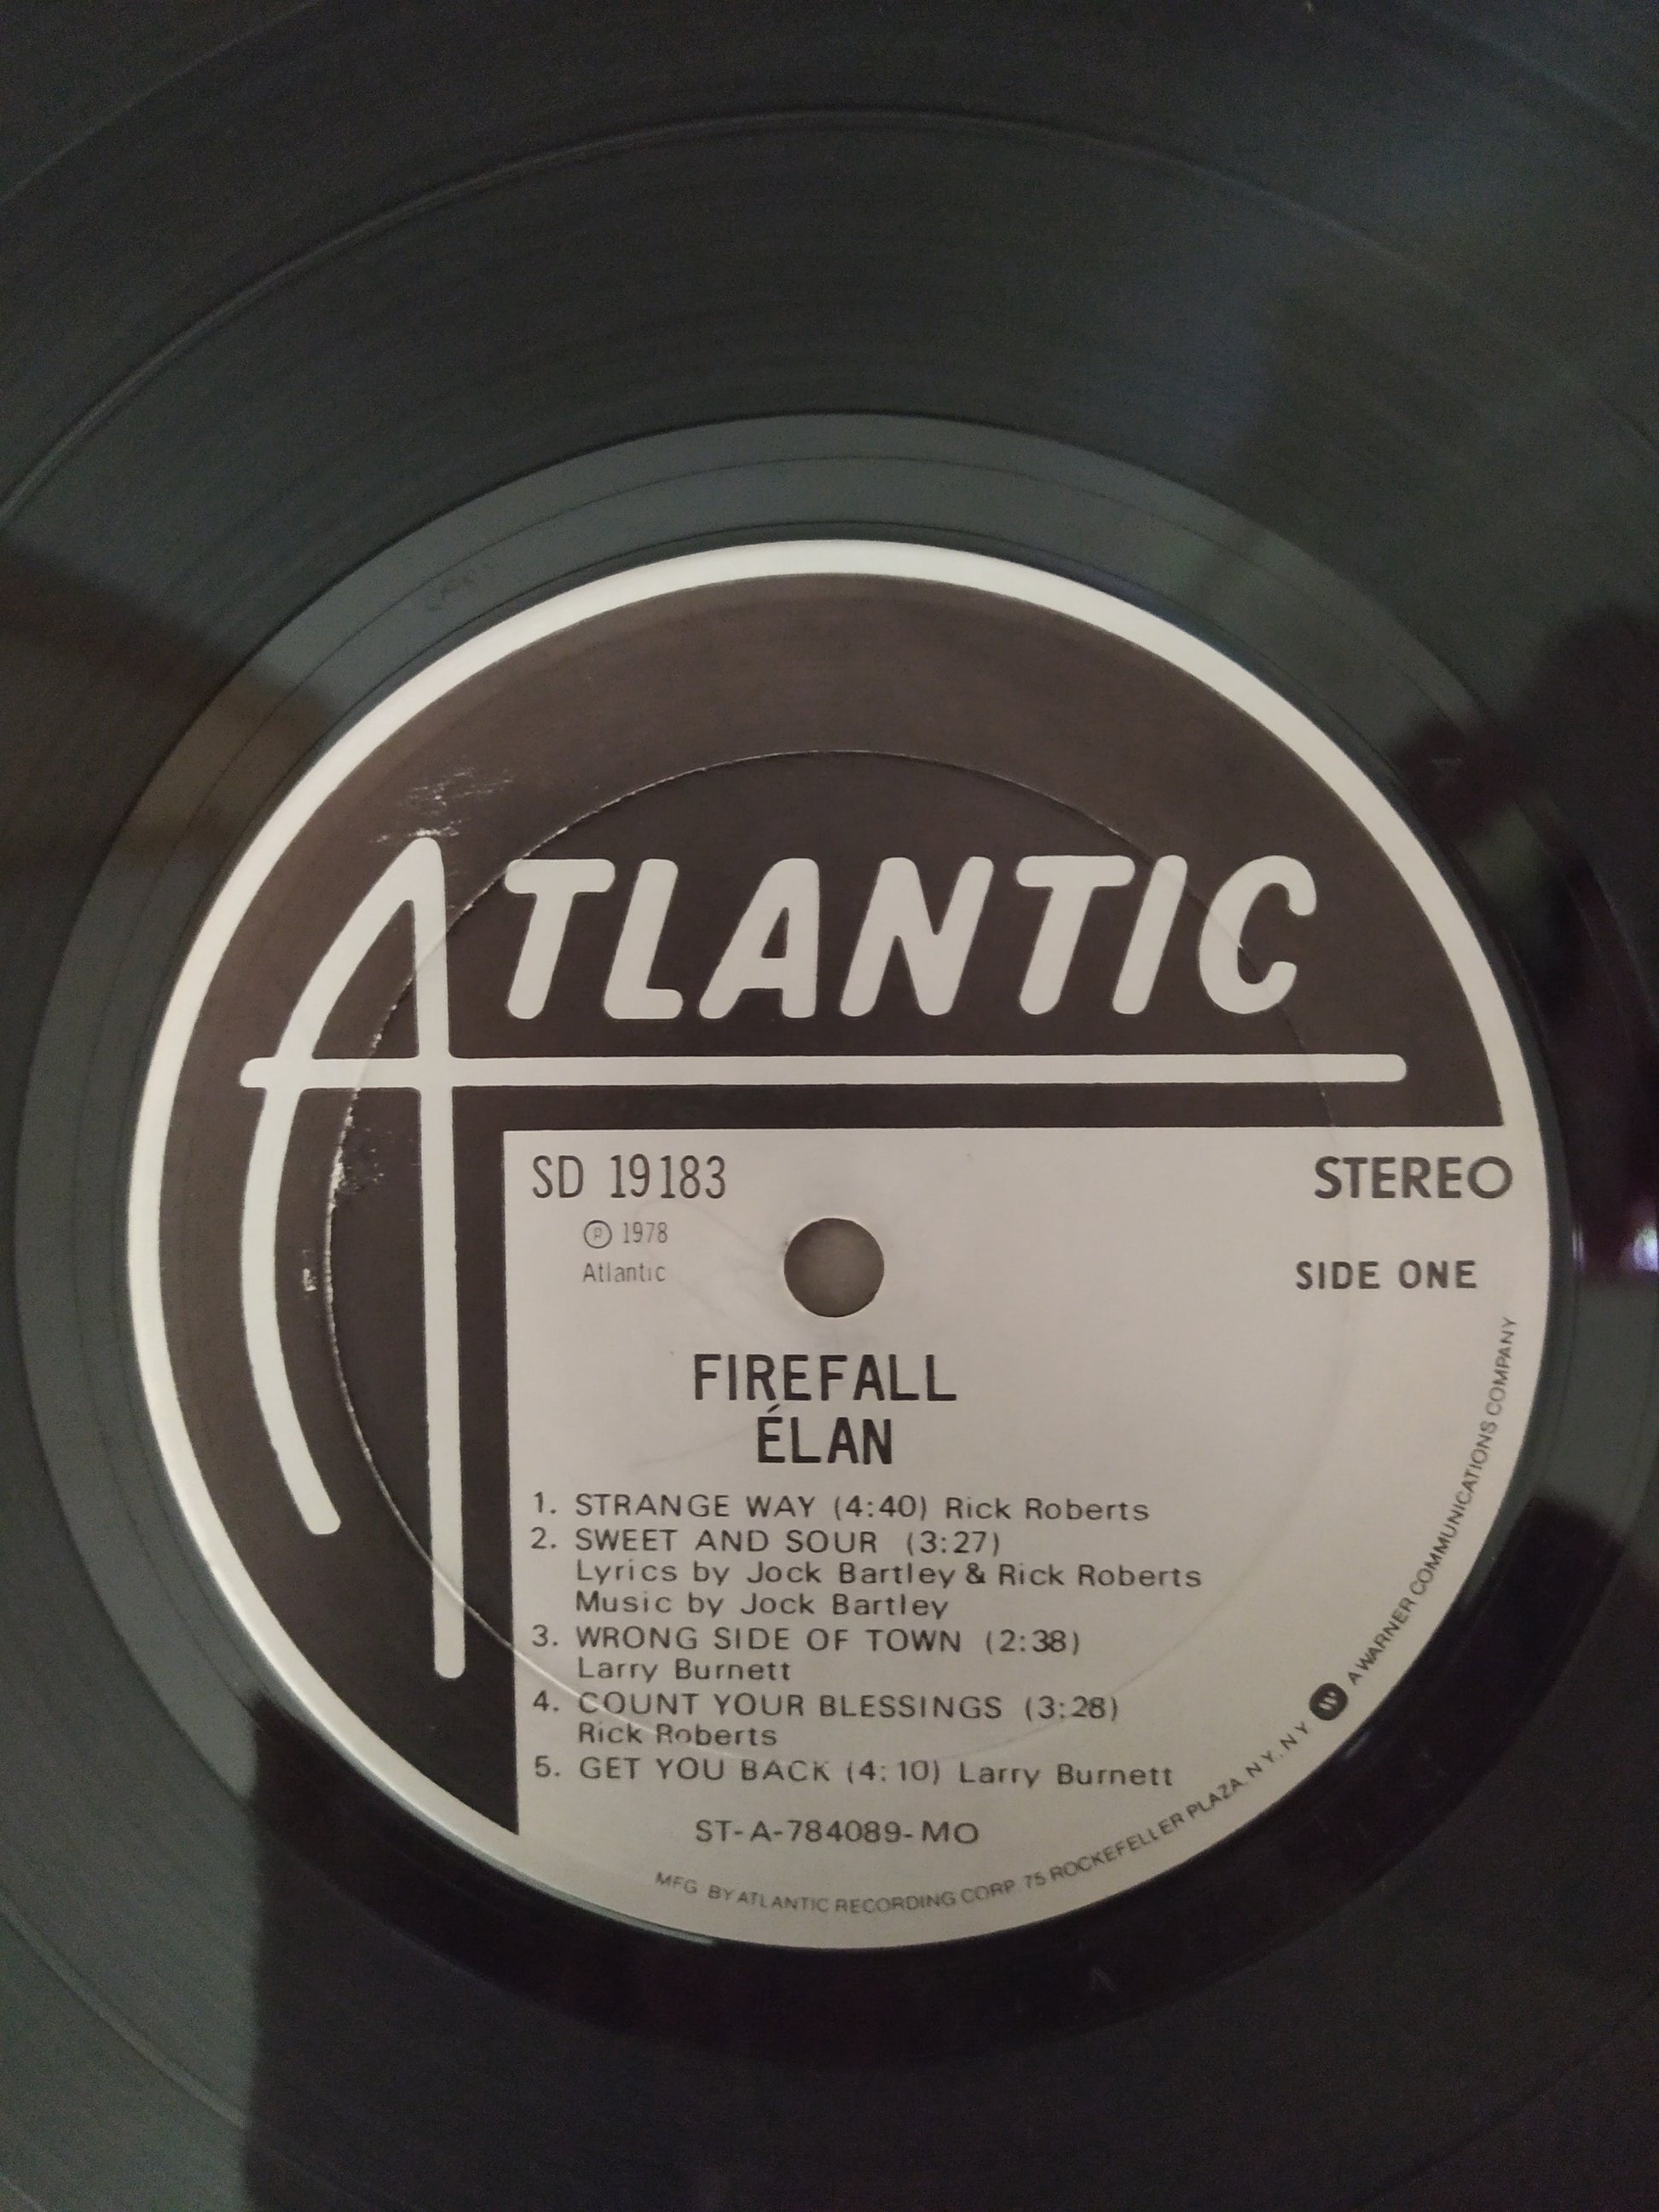 ATLANTIC
SD 19183
STEREO
Ⓟ 1978
Atlantic
SIDE ONE
FIREFALL
ÉLAN
1. STRANGE WAY (4:40) Rick Roberts
2. SWEET AND SOUR (3:27)
Lyrics by Jock Bartley & Rick Roberts
Music by Jock Bartley
3. WRONG SIDE OF TOWN (2:38)
Larry Burnett
4. COUNT YOUR BLESSINGS (3:28)
Rick Roberts
5. GET YOU BACK (4:10) Larry Burnett
ST-A-784089-MO
MFG. BY ATLANTIC RECORDING CORP. 75 ROCKEFELLER PLAZA, N.Y., N.Y. A WARNER COMMUNICATIONS COMPANY